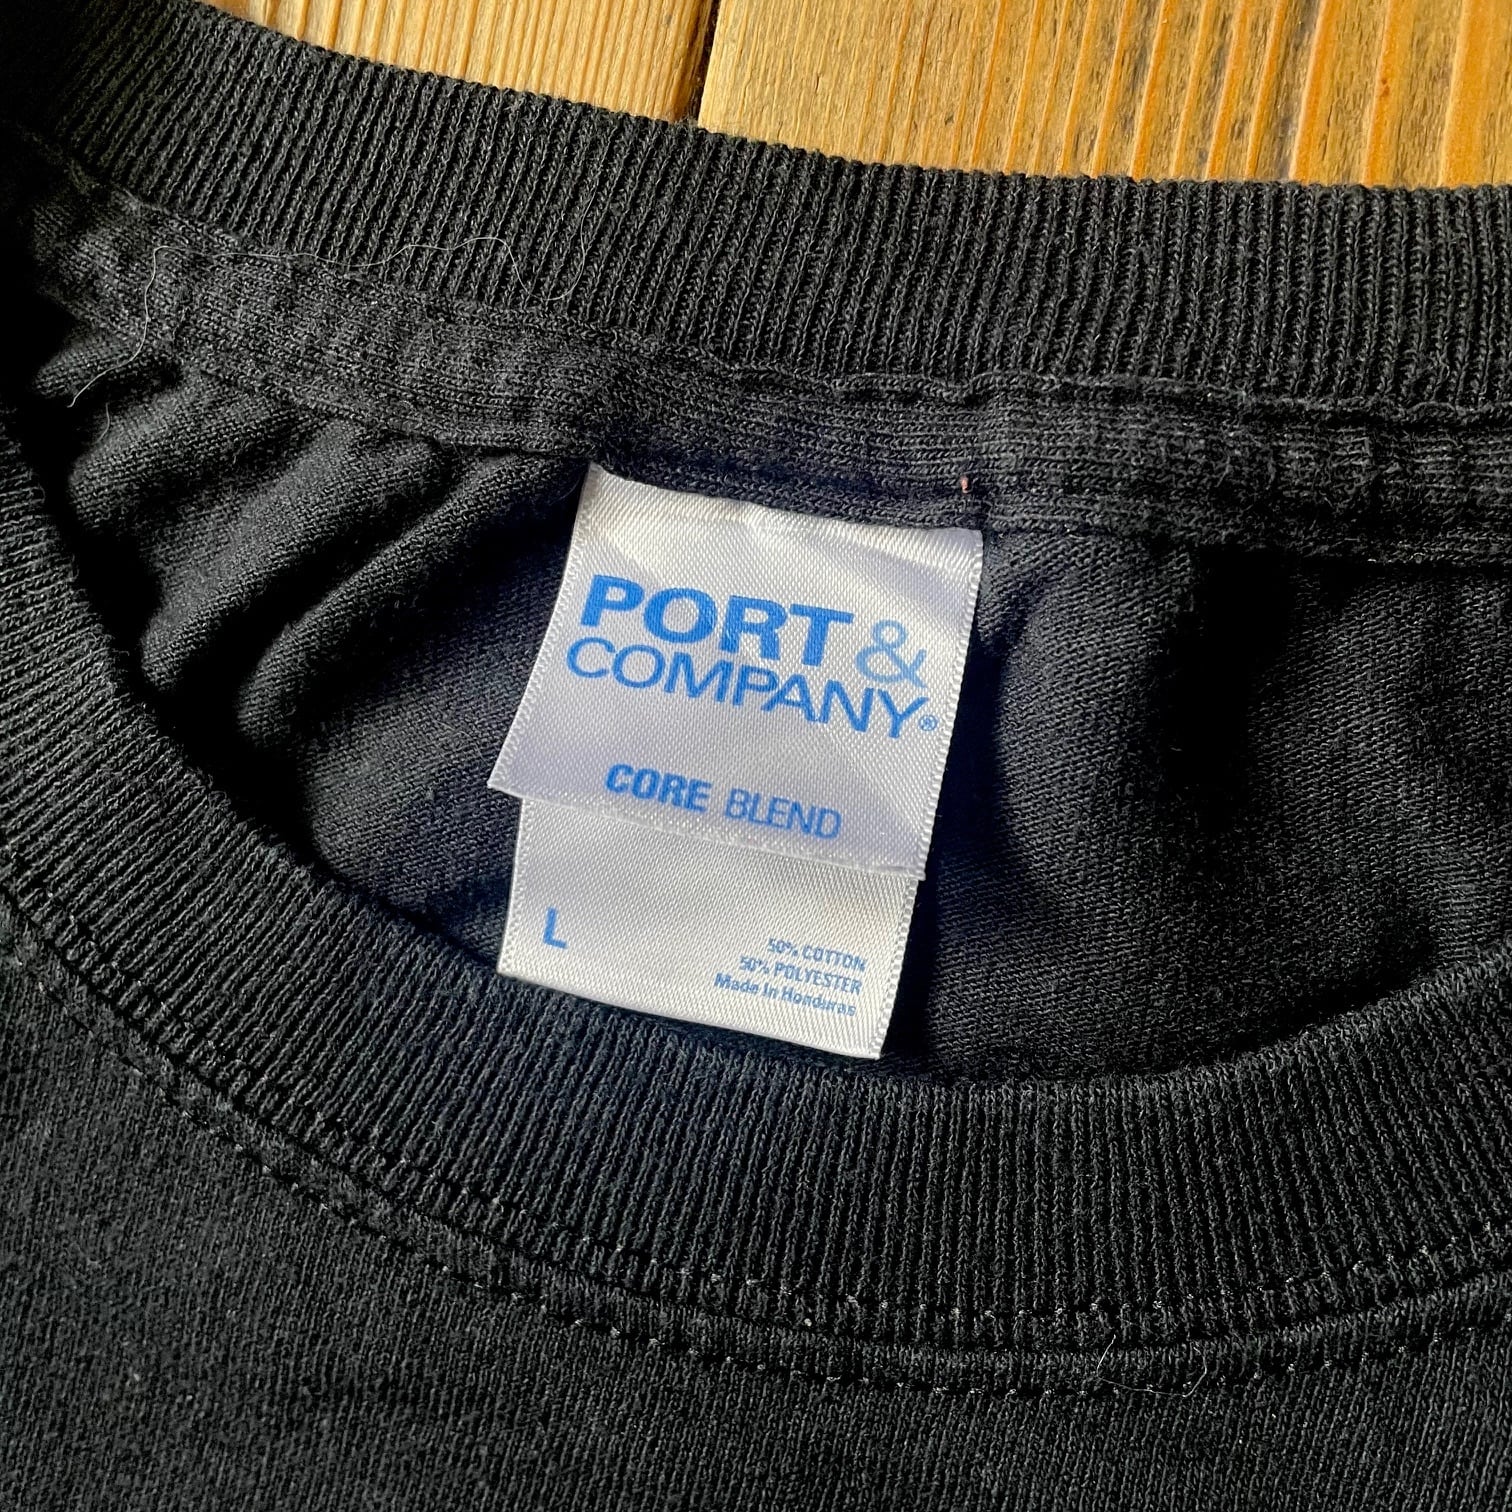 PORT &
COMPANY®
CORE BLEND
L
50% COTTON
50% POLYESTER
Made In Honduras